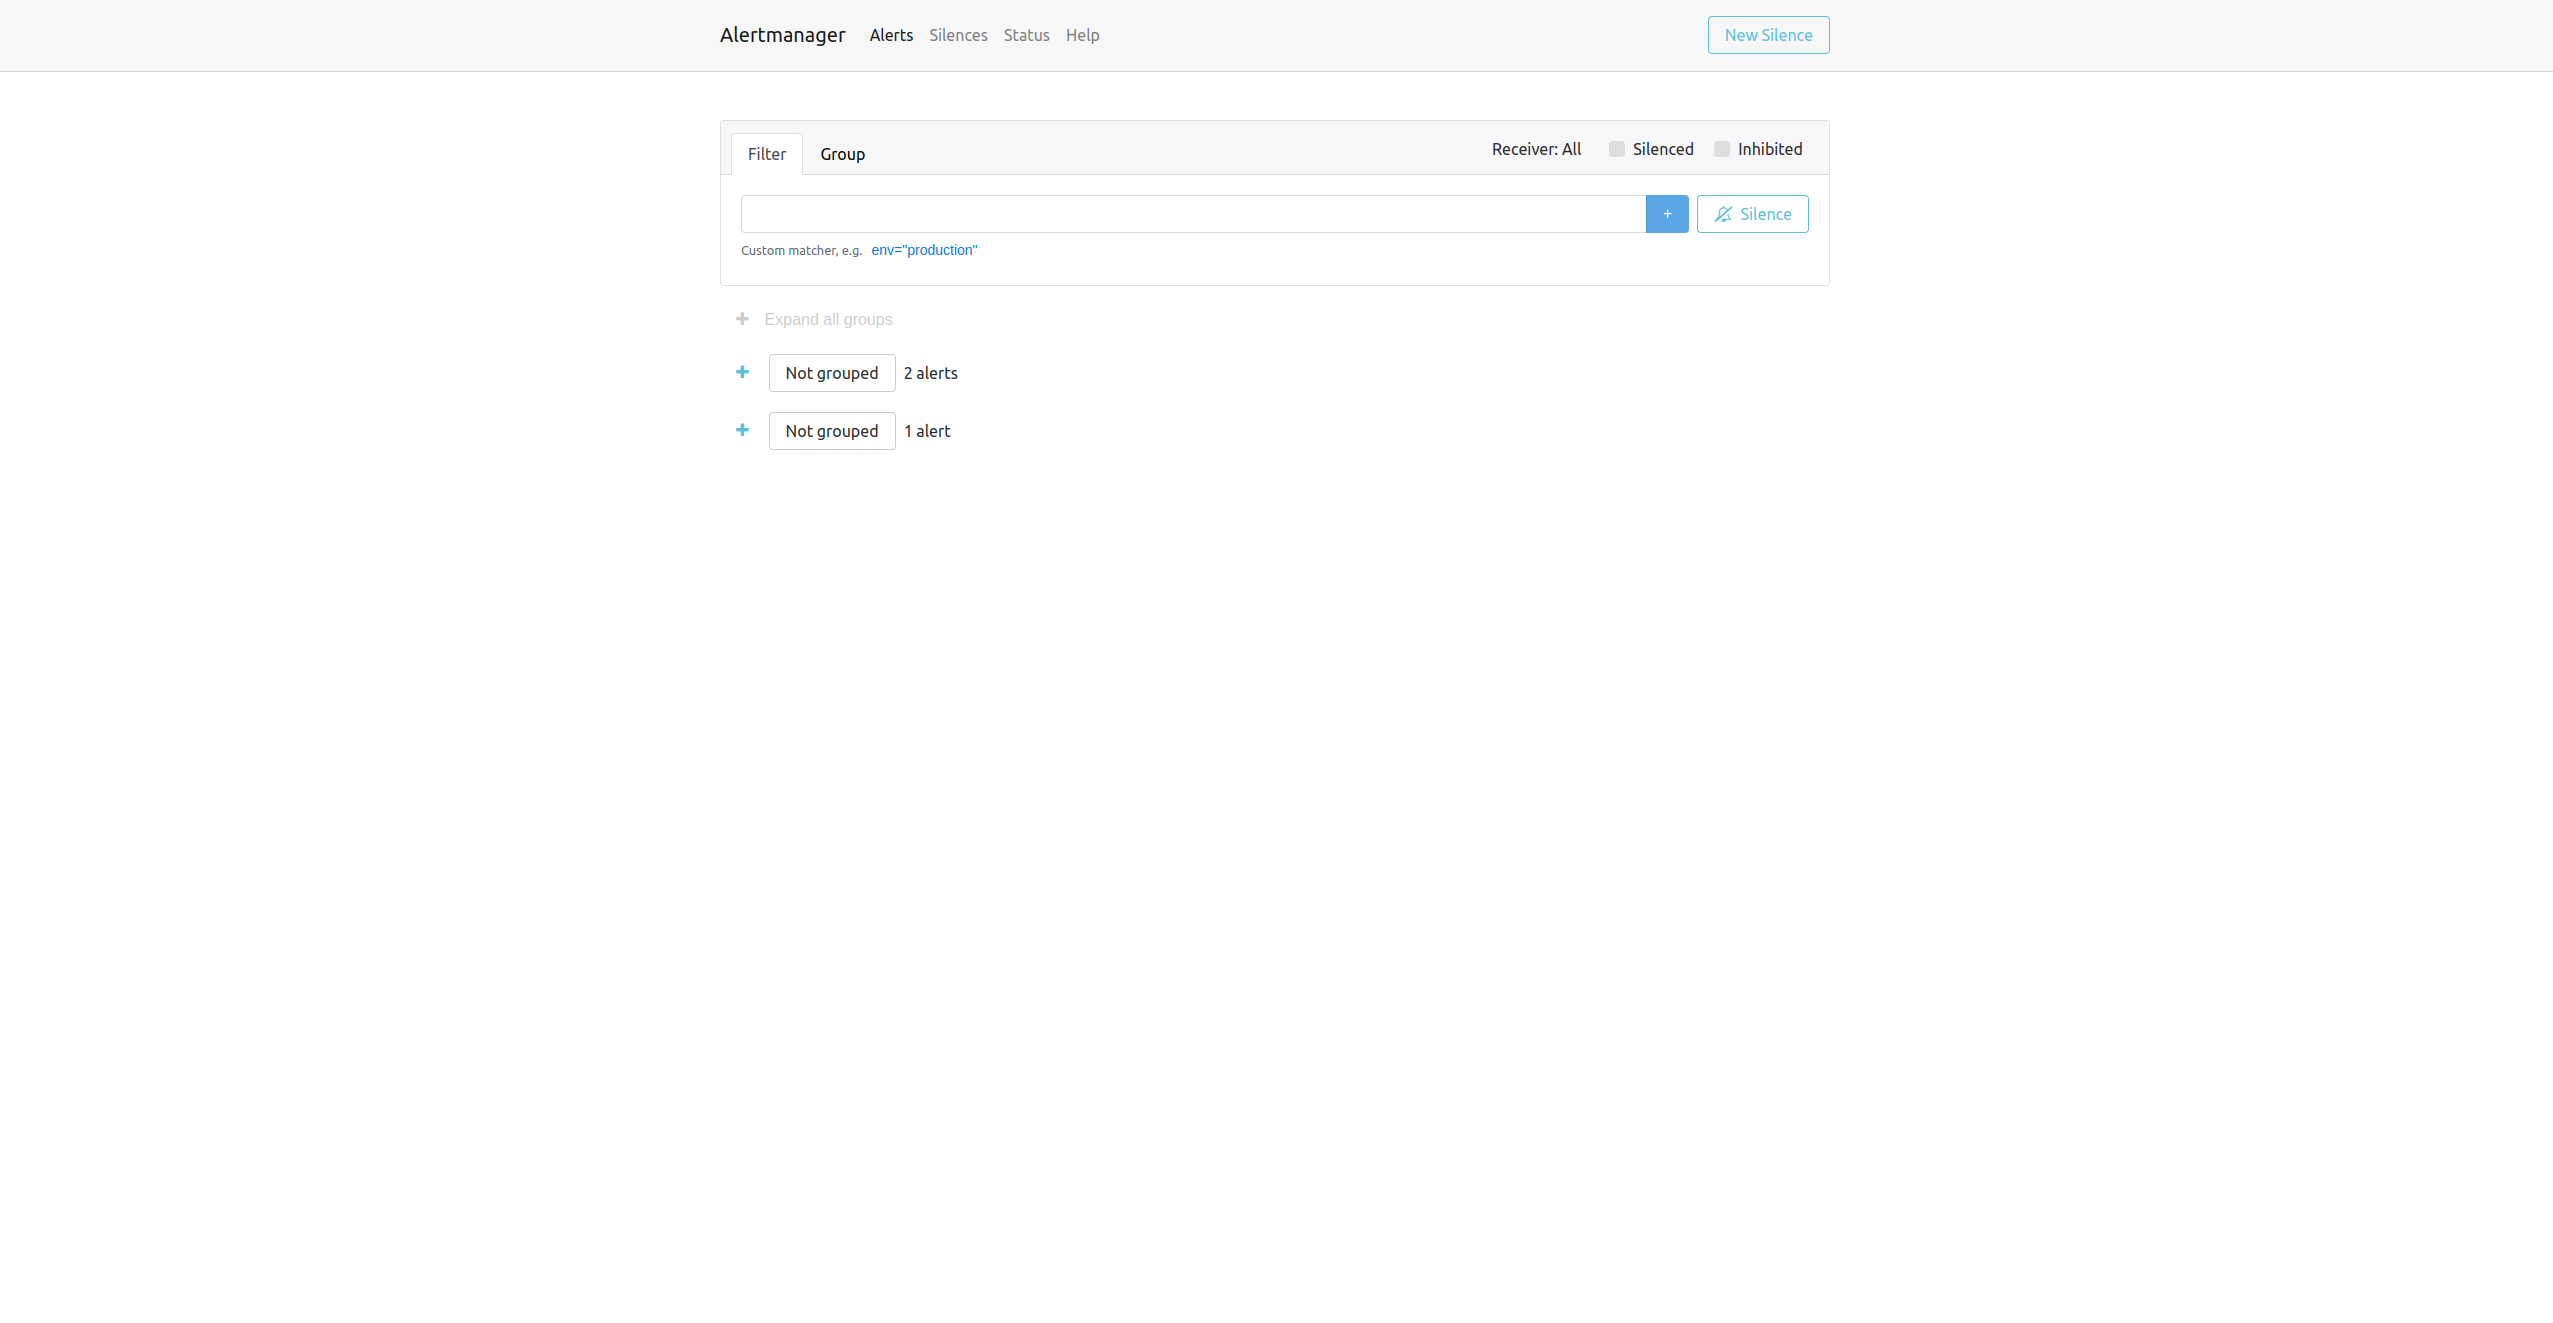 Alertmanager Alerts Silences Status Help New Silence
Filter Group Receiver: All Silenced Inhibited
+ Silence
Custom matcher, e.g. env="production"
+ Expand all groups
+ Not grouped 2 alerts
+ Not grouped 1 alert